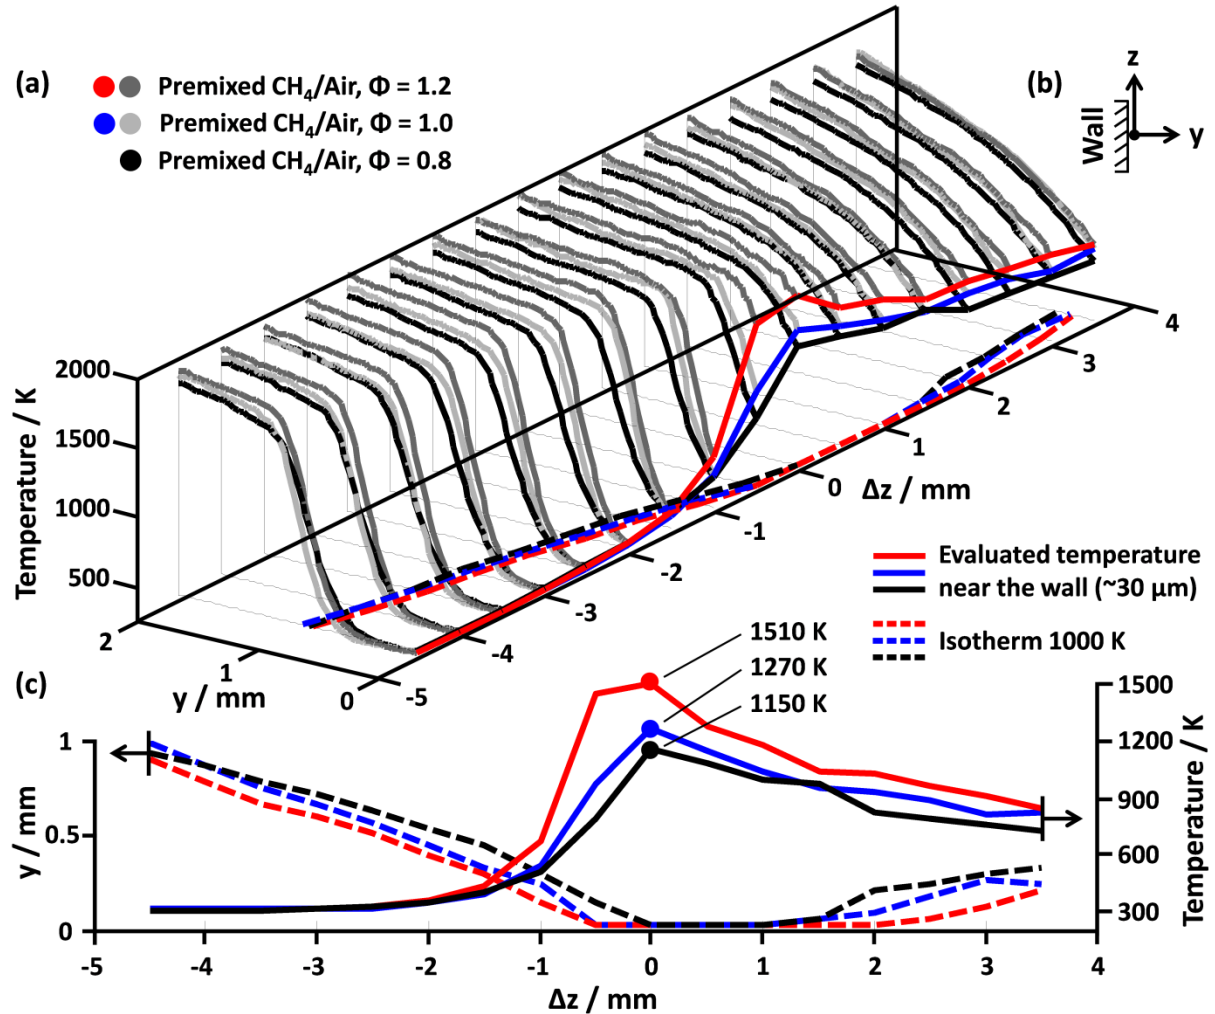 (a)
Premixed CH₄/Air, Φ = 1.2
Premixed CH₄/Air, Φ = 1.0
Premixed CH₄/Air, Φ = 0.8
(b)
z
y
Wall
Temperature / K
2000
1500
1000
500
2
1
0
y / mm
-5
-4
-3
-2
-1
0
1
2
3
4
Δz / mm
Evaluated temperature
near the wall (~30 µm)
Isotherm 1000 K
(c)
1510 K
1270 K
1150 K
y / mm
1
0.5
0
-5
-4
-3
-2
-1
0
1
2
3
4
Δz / mm
1500
1200
900
600
300
Temperature / K